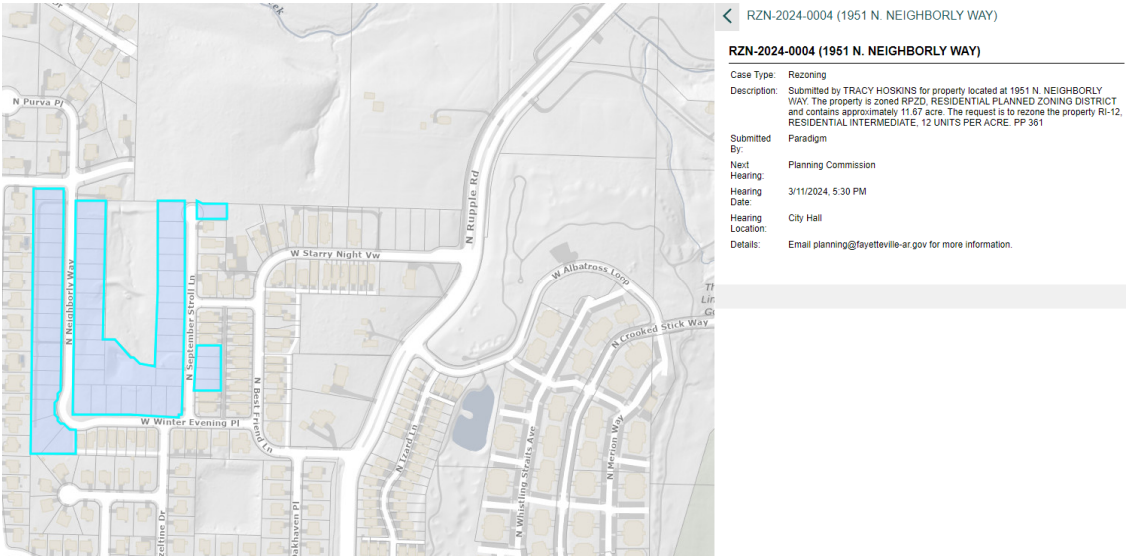 RZN-2024-0004 (1951 N. NEIGHBORLY WAY)
RZN-2024-0004 (1951 N. NEIGHBORLY WAY)
Case Type: Rezoning
Description: Submitted by TRACY HOSKINS for property located at 1951 N. NEIGHBORLY
WAY. The property is zoned RPZD, RESIDENTIAL PLANNED ZONING DISTRICT
and contains approximately 11.67 acre. The request is to rezone the property RI-12,
RESIDENTIAL INTERMEDIATE, 12 UNITS PER ACRE. PP 361
Submitted Paradigm
By:
Next Planning Commission
Hearing:
Hearing 3/11/2024, 5:30 PM
Date:
Hearing City Hall
Location:
Details: Email planning@fayetteville-ar.gov for more information.
N Purva Pl
N Rupple Rd
W Starry Night Vw
W Albatross Loop
N Neighborly Way
N September Stroll Ln
N Crooked Stick Way
N Best Friend Ln
W Winter Evening Pl
N Izard Ln
N Merion Way
N Whistling Straits Ave
zeltine Dr
akhaven Pl
Th
Lin